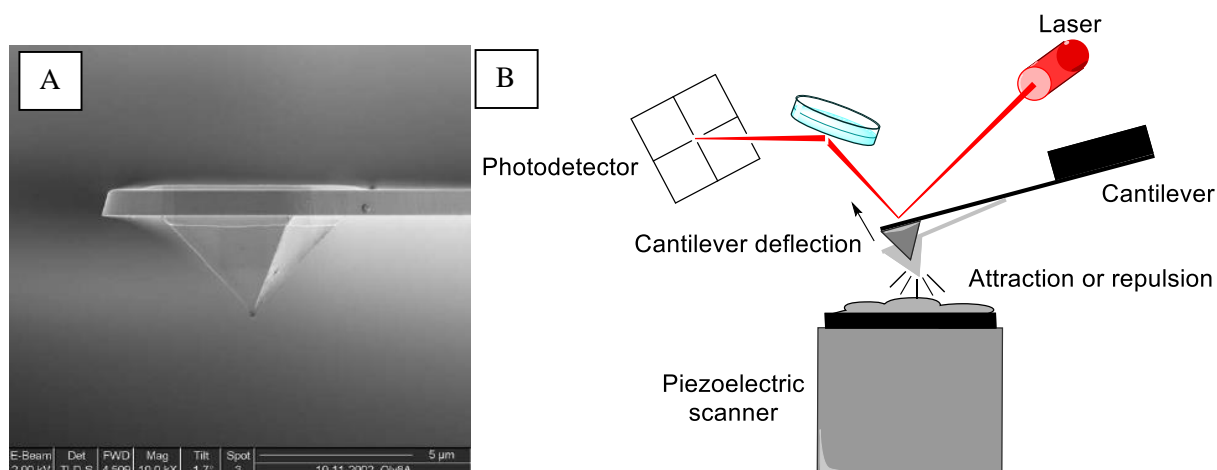 A
B
Laser
Photodetector
Cantilever
Cantilever deflection
Attraction or repulsion
Piezoelectric
scanner
E-Beam Det FWD Mag Tilt Spot 5 µm